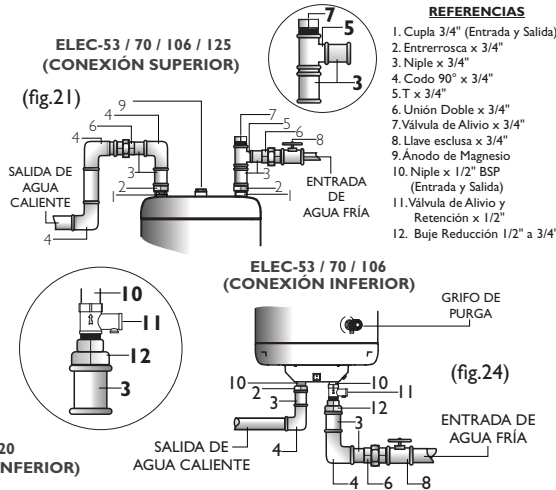 ELEC-53 / 70 / 106 / 125
(CONEXIÓN SUPERIOR)
(fig.21)
7
5
3
4
9
6
4
4
3
2
1
7
5
6
8
3
2
1
SALIDA DE
AGUA
CALIENTE
ENTRADA
DE
AGUA FRÍA
REFERENCIAS
1. Cupla 3/4" (Entrada y Salida)
2. Entrerrosca x 3/4"
3. Niple x 3/4"
4. Codo 90° x 3/4"
5. T x 3/4"
6. Unión Doble x 3/4"
7. Válvula de Alivio x 3/4"
8. Llave esclusa x 3/4"
9. Ánodo de Magnesio
10. Niple x 1/2" BSP
(Entrada y Salida)
11. Válvula de Alivio y
Retención x 1/2"
12. Buje Reducción 1/2" a 3/4"
10
11
12
3
20
NFERIOR)
ELEC-53 / 70 / 106
(CONEXIÓN INFERIOR)
GRIFO DE
PURGA
(fig.24)
10
2
3
4
10
11
12
3
4
6
8
SALIDA DE
AGUA CALIENTE
ENTRADA DE
AGUA FRÍA